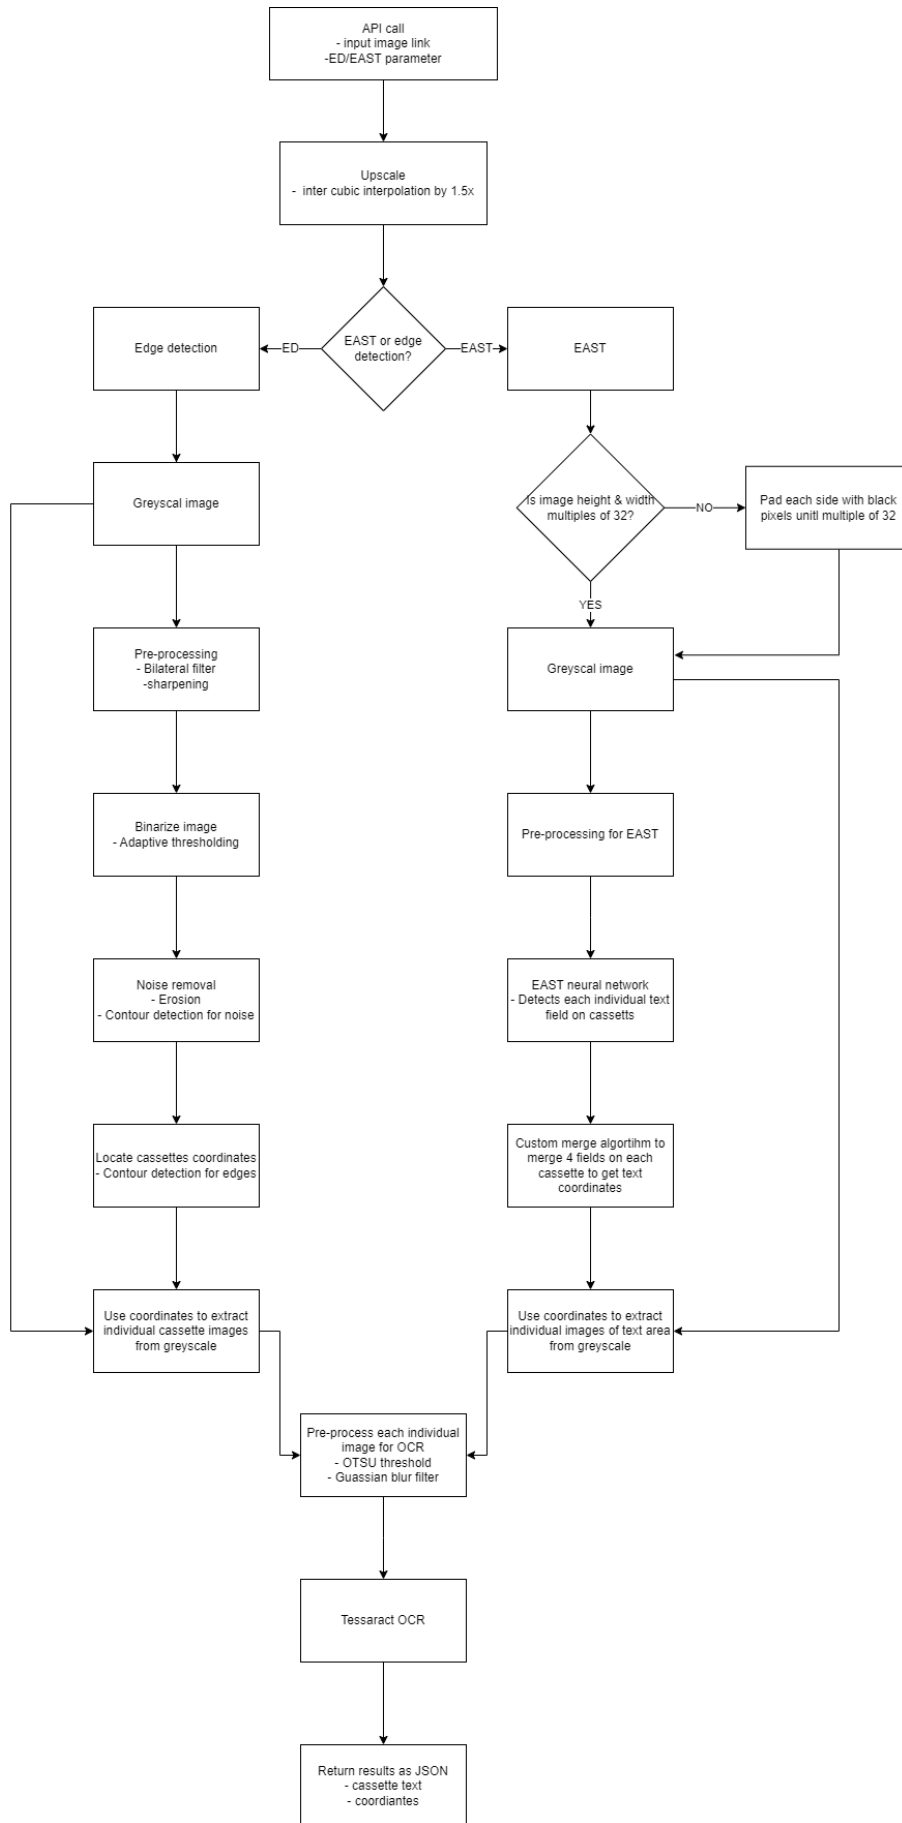 API call
- input image link
-ED/EAST parameter
Upscale
- inter cubic interpolation by 1.5x
EAST or edge
detection?
ED
EAST
Edge detection
EAST
Greyscal image
Is image height & width
multiples of 32?
NO
Pad each side with black
pixels unitl multiple of 32
YES
Pre-processing
- Bilateral filter
-sharpening
Greyscal image
Binarize image
- Adaptive thresholding
Pre-processing for EAST
Noise removal
- Erosion
- Contour detection for noise
EAST neural network
- Detects each individual text
field on cassetts
Locate cassettes coordinates
- Contour detection for edges
Custom merge algortihm to
merge 4 fields on each
cassette to get text
coordinates
Use coordinates to extract
individual cassette images
from greyscale
Use coordinates to extract
individual images of text area
from greyscale
Pre-process each individual
image for OCR
- OTSU threshold
- Guassian blur filter
Tessaract OCR
Return results as JSON
- cassette text
- coordiantes